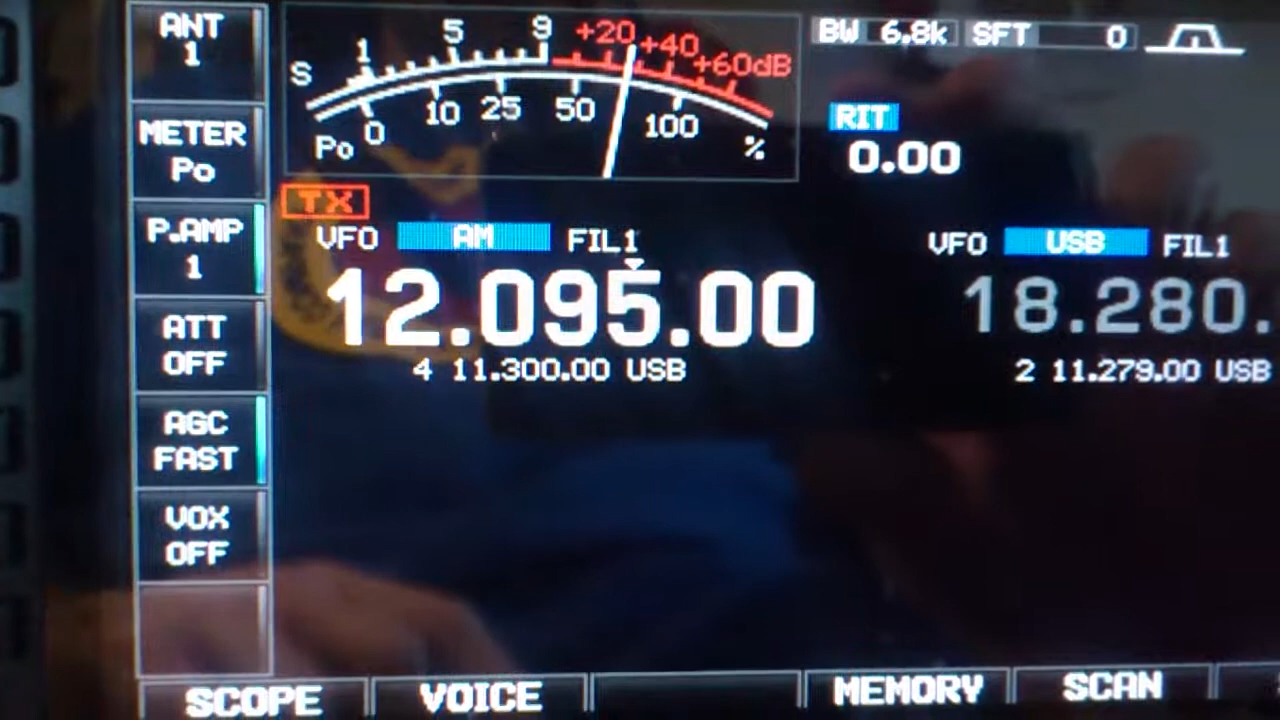 ANT
1
METER
Po
P.AMP
1
ATT
OFF
AGC
FAST
VOX
OFF
S 1 5 9 +20 +40 +60dB
Po 0 10 25 50 100 %
BW 6.8k SFT 0
RIT
0.00
TX
VFO AM FIL1
12.095.00
4 11.300.00 USB
VFO USB FIL1
18.280.
2 11.279.00 USB
SCOPE VOICE MEMORY SCAN